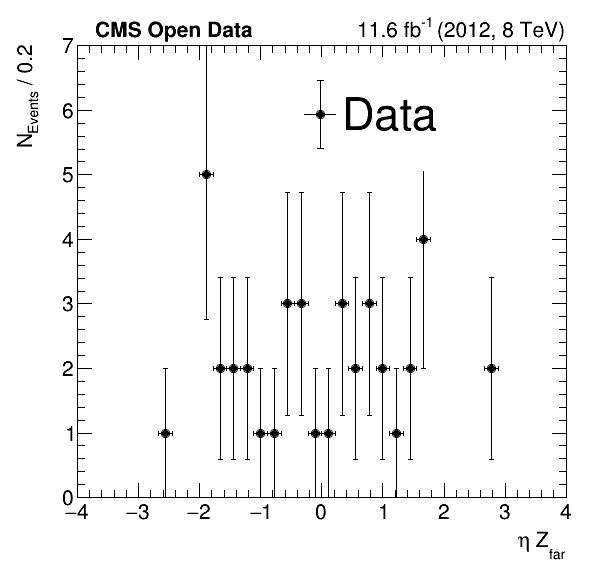 CMS Open Data 11.6 fb⁻¹ (2012, 8 TeV)
N_Events / 0.2
7
6
5
4
3
2
1
0
Data
−4 −3 −2 −1 0 1 2 3 4
η Z_far